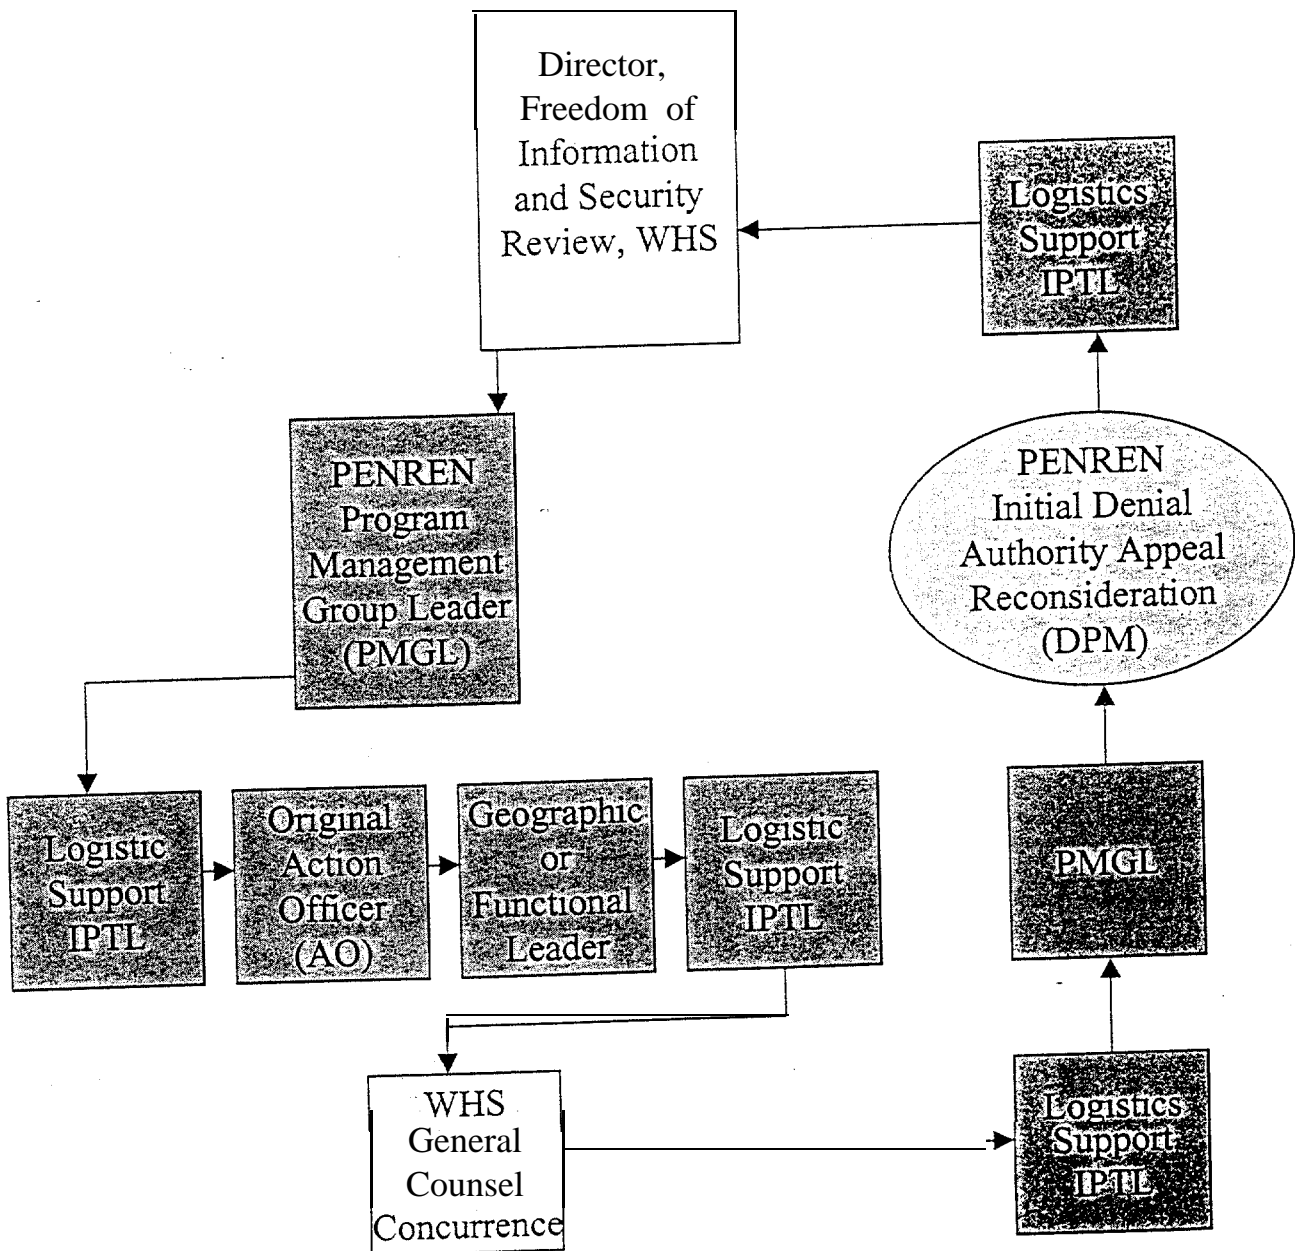 Director,
Freedom of
Information
and Security
Review, WHS
Logistics
Support
IPTL
PENREN
Program
Management
Group Leader
(PMGL)
PENREN
Initial Denial
Authority Appeal
Reconsideration
(DPM)
Logistic
Support
IPTL
Original
Action
Officer
(AO)
Geographic
or
Functional
Leader
Logistic
Support
IPTL
PMGL
WHS
General
Counsel
Concurrence
Logistics
Support
IPTL